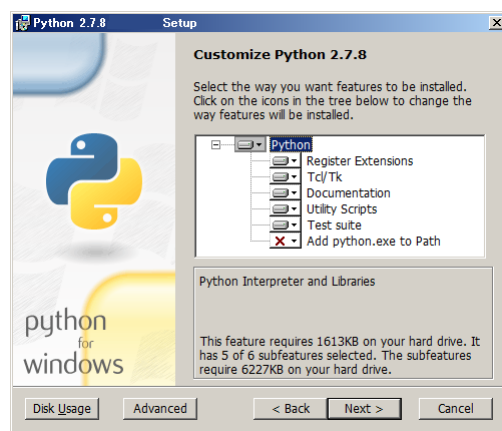 Python 2.7.8 Setup
Customize Python 2.7.8
Select the way you want features to be installed.
Click on the icons in the tree below to change the
way features will be installed.
Python
Register Extensions
Tcl/Tk
Documentation
Utility Scripts
Test suite
Add python.exe to Path
Python Interpreter and Libraries
This feature requires 1613KB on your hard drive. It
has 5 of 6 subfeatures selected. The subfeatures
require 6227KB on your hard drive.
python
for
windows
Disk Usage
Advanced
< Back
Next >
Cancel